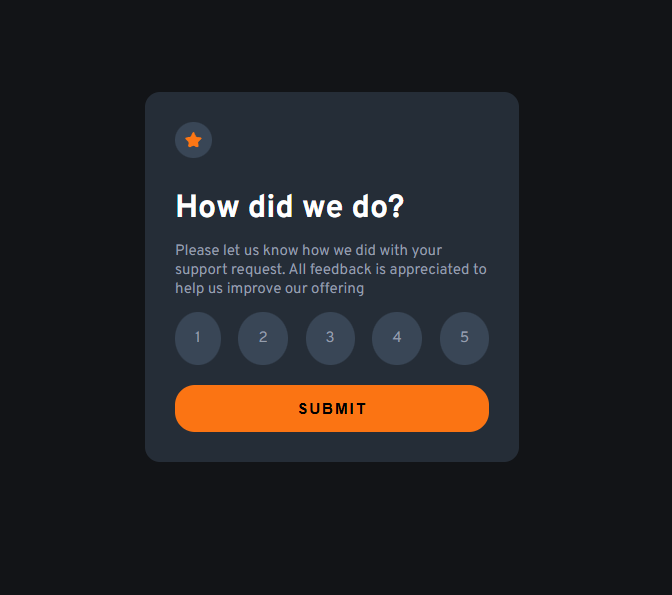 How did we do?
Please let us know how we did with your
support request. All feedback is appreciated to
help us improve our offering
1 2 3 4 5
SUBMIT